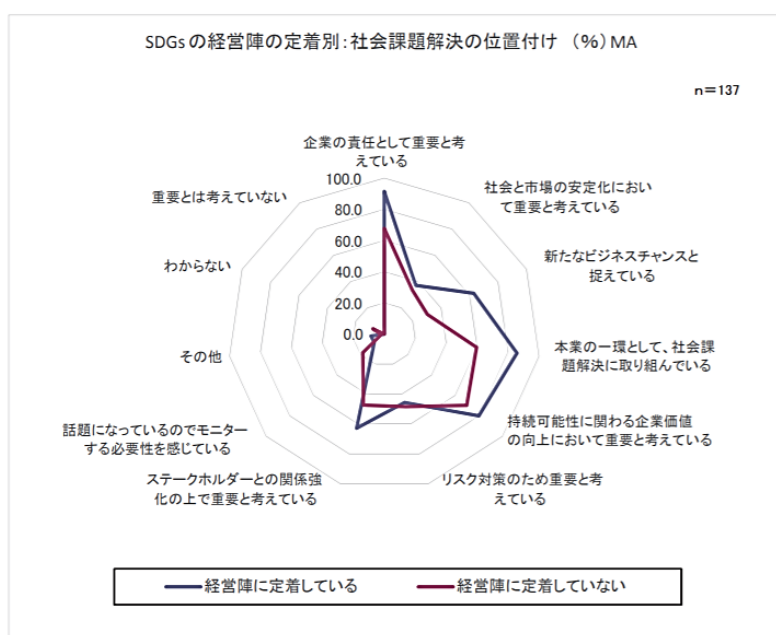 SDGsの経営陣の定着別:社会課題解決の位置付け (%)MA
n=137
企業の責任として重要と考
えている
社会と市場の安定化におい
て重要と考えている
新たなビジネスチャンスと
捉えている
本業の一環として、社会課
題解決に取り組んでいる
持続可能性に関わる企業価値
の向上において重要と考えている
リスク対策のため重要と考
えている
ステークホルダーとの関係強
化の上で重要と考えている
話題になっているのでモニター
する必要性を感じている
その他
わからない
重要とは考えていない
100.0
80.0
60.0
40.0
20.0
0.0
経営陣に定着している
経営陣に定着していない